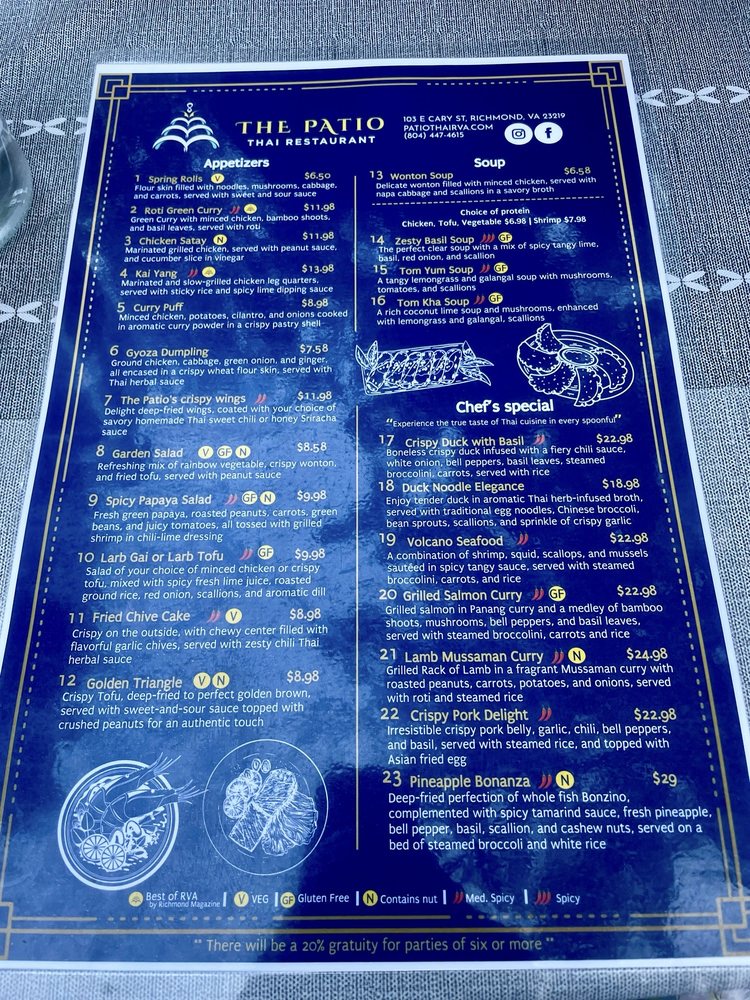 THE PATIO
THAI RESTAURANT
103 E CARY ST, RICHMOND, VA 23219
PATIOTHAIRVA.COM
(804) 447-4615
Appetizers
1 Spring Rolls V $6.50
Flour skin filled with noodles, mushrooms, cabbage,
and carrots, served with sweet and sour sauce
2 Roti Green Curry $11.98
Green Curry with minced chicken, bamboo shoots,
and basil leaves, served with roti
3 Chicken Satay N $11.98
Marinated grilled chicken, served with peanut sauce,
and cucumber slice in vinegar
4 Kai Yang $13.98
Marinated and slow-grilled chicken leg quarters,
served with sticky rice and spicy lime dipping sauce
5 Curry Puff $8.98
Minced chicken, potatoes, cilantro, and onions cooked
in aromatic curry powder in a crispy pastry shell
6 Gyoza Dumpling $7.58
Ground chicken, cabbage, green onion, and ginger,
all encased in a crispy wheat flour skin, served with
Thai herbal sauce
7 The Patio's crispy wings $11.98
Delight deep-fried wings, coated with your choice of
savory homemade Thai sweet chili or honey Sriracha
sauce
8 Garden Salad V GF N $8.58
Refreshing mix of rainbow vegetable, crispy wonton,
and fried tofu, served with peanut sauce
9 Spicy Papaya Salad GF N $9.98
Fresh green papaya, roasted peanuts, carrots, green
beans, and juicy tomatoes, all tossed with grilled
shrimp in chili-lime dressing
10 Larb Gai or Larb Tofu GF $9.98
Salad of your choice of minced chicken or crispy
tofu, mixed with spicy fresh lime juice, roasted
ground rice, red onion, scallions, and aromatic dill
11 Fried Chive Cake V $8.98
Crispy on the outside, with chewy center filled with
flavorful garlic chives, served with zesty chili Thai
herbal sauce
12 Golden Triangle V N $8.98
Crispy Tofu, deep-fried to perfect golden brown,
served with sweet-and-sour sauce topped with
crushed peanuts for an authentic touch
Soup
13 Wonton Soup $6.58
Delicate wonton filled with minced chicken, served with
napa cabbage and scallions in a savory broth
Choice of protein
Chicken, Tofu, Vegetable $6.98 | Shrimp $7.98
14 Zesty Basil Soup GF
The perfect clear soup with a mix of spicy tangy lime,
basil, red onion, and scallion
15 Tom Yum Soup GF
A tangy lemongrass and galangal soup with mushrooms,
tomatoes, and scallions
16 Tom Kha Soup GF
A rich coconut lime soup and mushrooms, enhanced
with lemongrass and galangal, scallions
Chef's special
"Experience the true taste of Thai cuisine in every spoonful"
17 Crispy Duck with Basil $22.98
Boneless crispy duck infused with a fiery chili sauce,
white onion, bell peppers, basil leaves, steamed
broccolini, carrots, served with rice
18 Duck Noodle Elegance $18.98
Enjoy tender duck in aromatic Thai herb-infused broth,
served with traditional egg noodles, Chinese broccoli,
bean sprouts, scallions, and sprinkle of crispy garlic
19 Volcano Seafood $22.98
A combination of shrimp, squid, scallops, and mussels
sautéed in spicy tangy sauce, served with steamed
broccolini, carrots, and rice
20 Grilled Salmon Curry GF $22.98
Grilled salmon in Panang curry and a medley of bamboo
shoots, mushrooms, bell peppers, and basil leaves,
served with steamed broccolini, carrots and rice
21 Lamb Mussaman Curry N $24.98
Grilled Rack of Lamb in a fragrant Mussaman curry with
roasted peanuts, carrots, potatoes, and onions, served
with roti and steamed rice
22 Crispy Pork Delight $22.98
Irresistible crispy pork belly, garlic, chili, bell peppers,
and basil, served with steamed rice, and topped with
Asian fried egg
23 Pineapple Bonanza N $29
Deep-fried perfection of whole fish Bonzino,
complemented with spicy tamarind sauce, fresh pineapple,
bell pepper, basil, scallion, and cashew nuts, served on a
bed of steamed broccoli and white rice
Best of RVA | V VEG | GF Gluten Free | N Contains nut | Med. Spicy | Spicy
by Richmond Magazine
" There will be a 20% gratuity for parties of six or more "